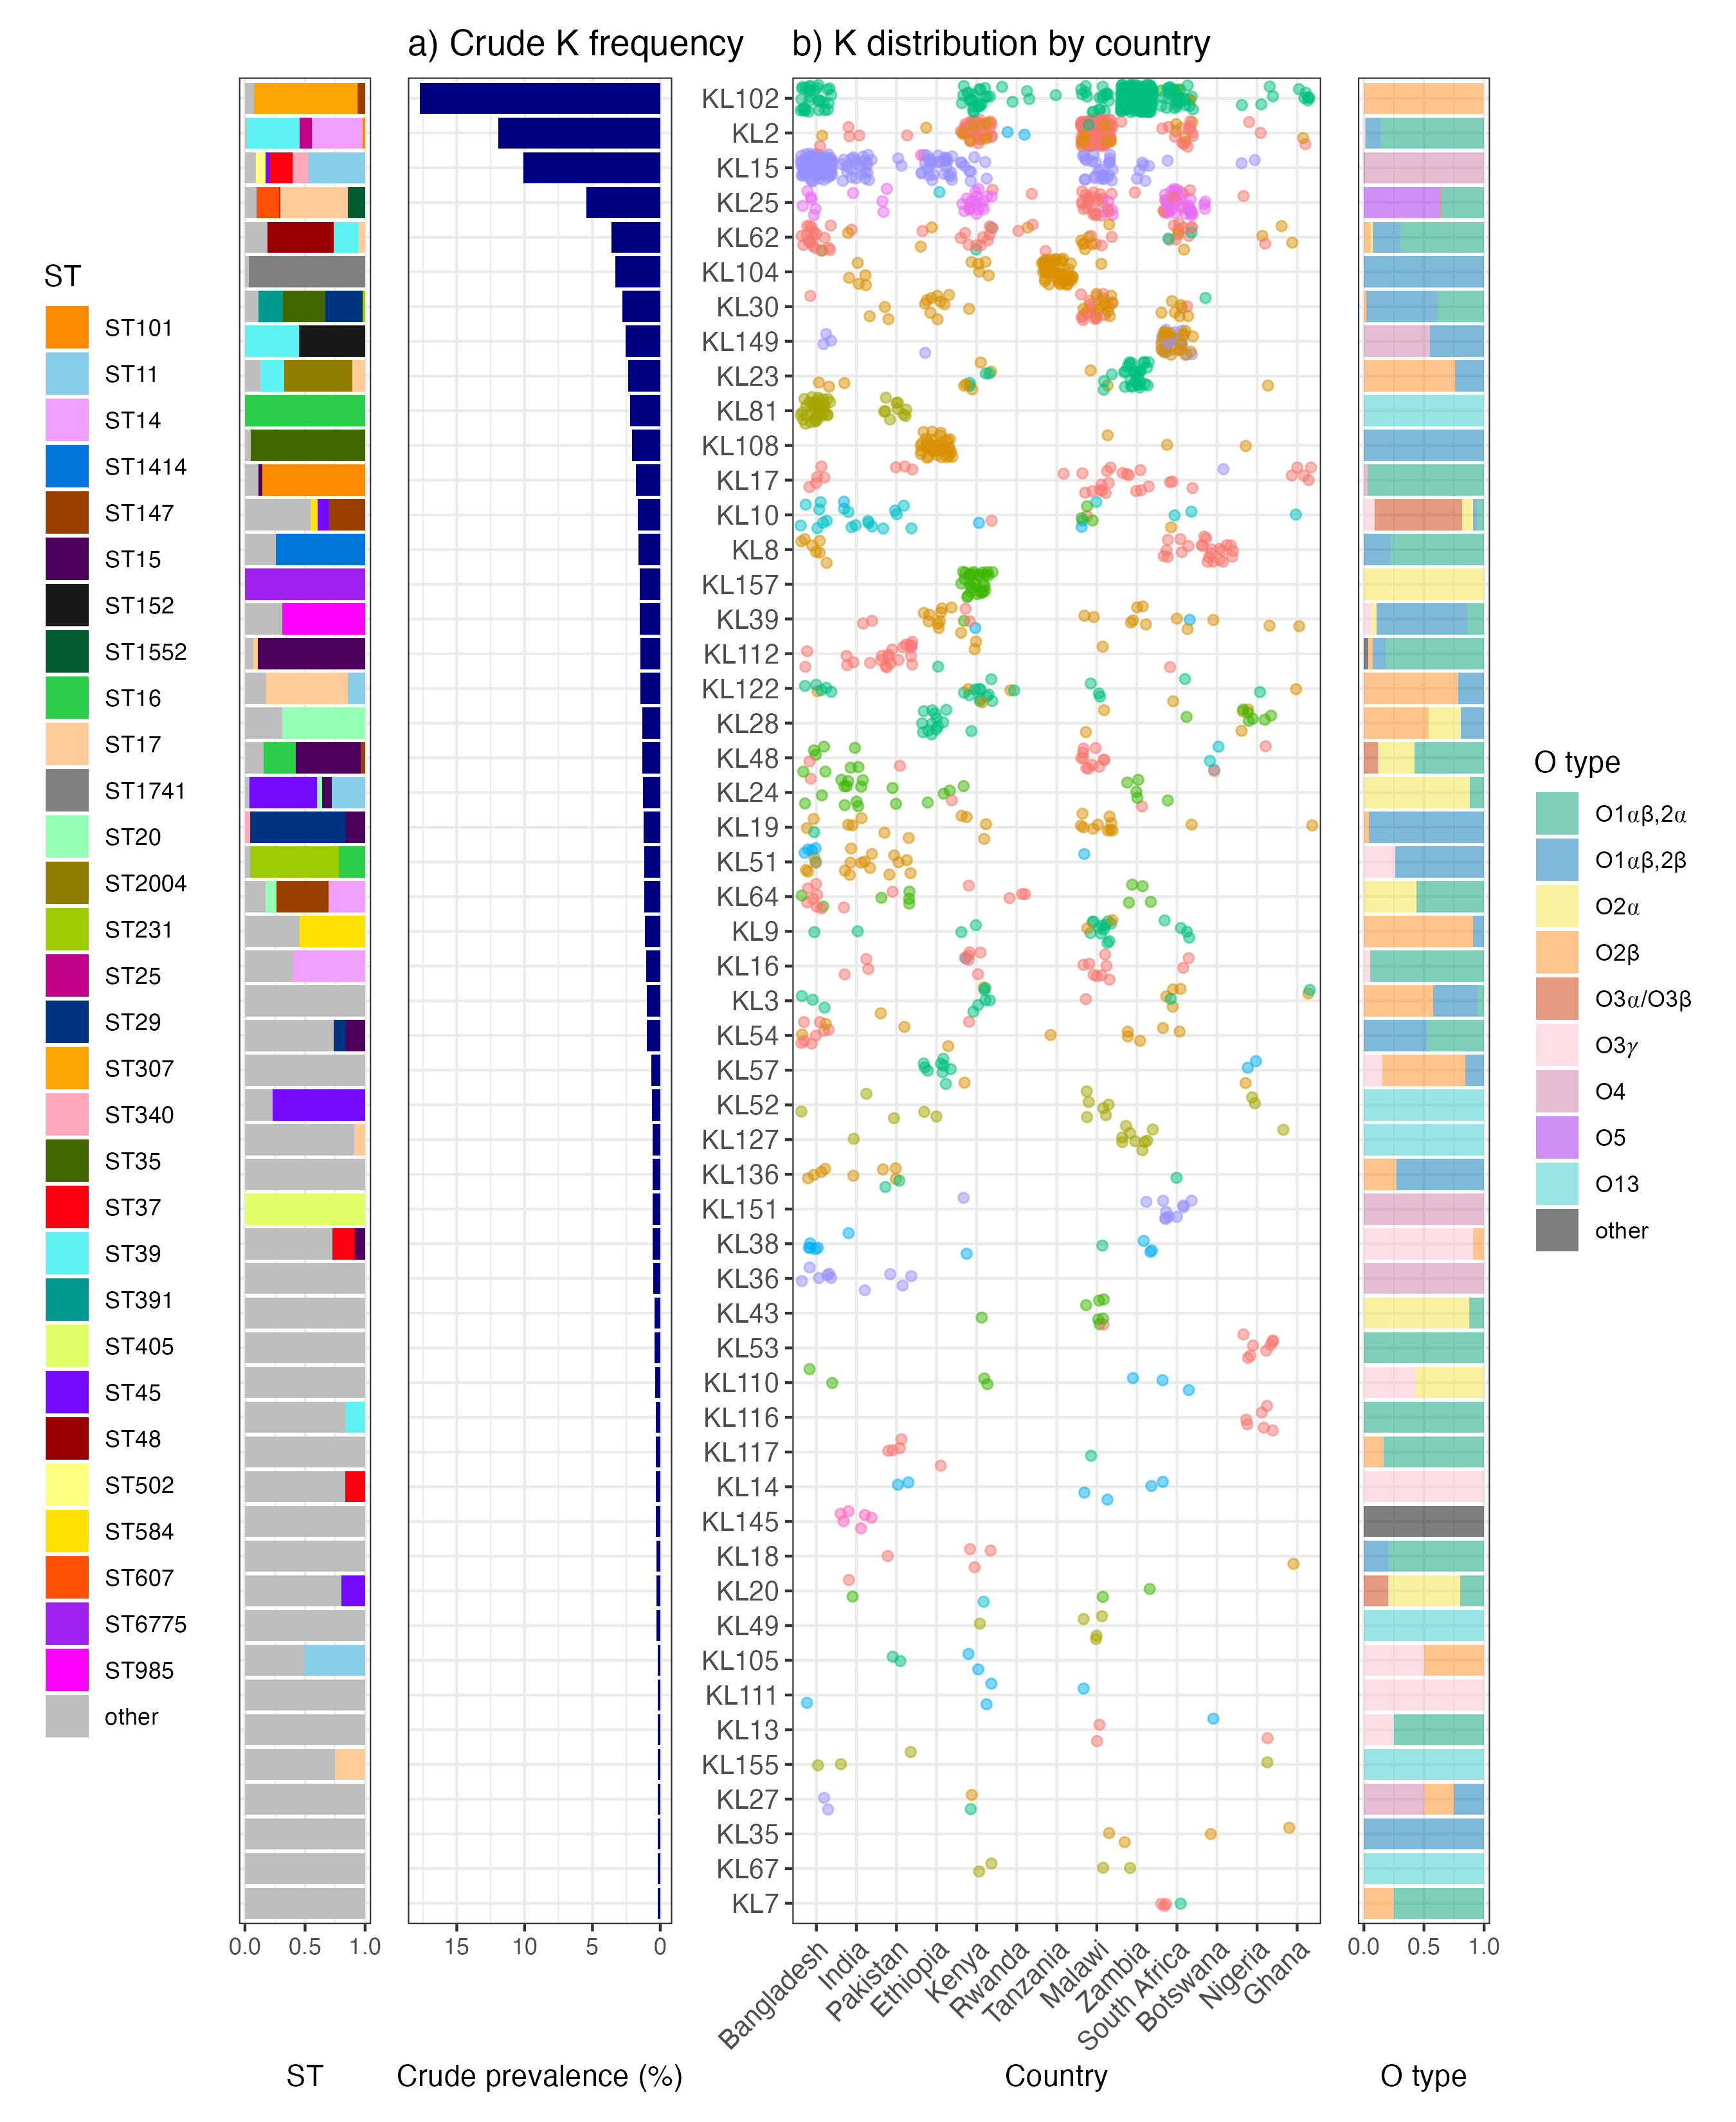 a) Crude K frequency
b) K distribution by country
ST
ST101
ST11
ST14
ST1414
ST147
ST15
ST152
ST1552
ST16
ST17
ST1741
ST20
ST2004
ST231
ST25
ST29
ST307
ST340
ST35
ST37
ST39
ST391
ST405
ST45
ST48
ST502
ST584
ST607
ST6775
ST985
other
KL102
KL2
KL15
KL25
KL62
KL104
KL30
KL149
KL23
KL81
KL108
KL17
KL10
KL8
KL157
KL39
KL112
KL122
KL28
KL48
KL24
KL19
KL51
KL64
KL9
KL16
KL3
KL54
KL57
KL52
KL127
KL136
KL151
KL38
KL36
KL43
KL53
KL110
KL116
KL117
KL14
KL145
KL18
KL20
KL49
KL105
KL111
KL13
KL155
KL27
KL35
KL67
KL7
O type
O1αβ,2α
O1αβ,2β
O2α
O2β
O3α/O3β
O3γ
O4
O5
O13
other
0.0 0.5 1.0
15 10 5 0
Bangladesh
India
Pakistan
Ethiopia
Kenya
Rwanda
Tanzania
Malawi
Zambia
South Africa
Botswana
Nigeria
Ghana
0.0 0.5 1.0
ST
Crude prevalence (%)
Country
O type